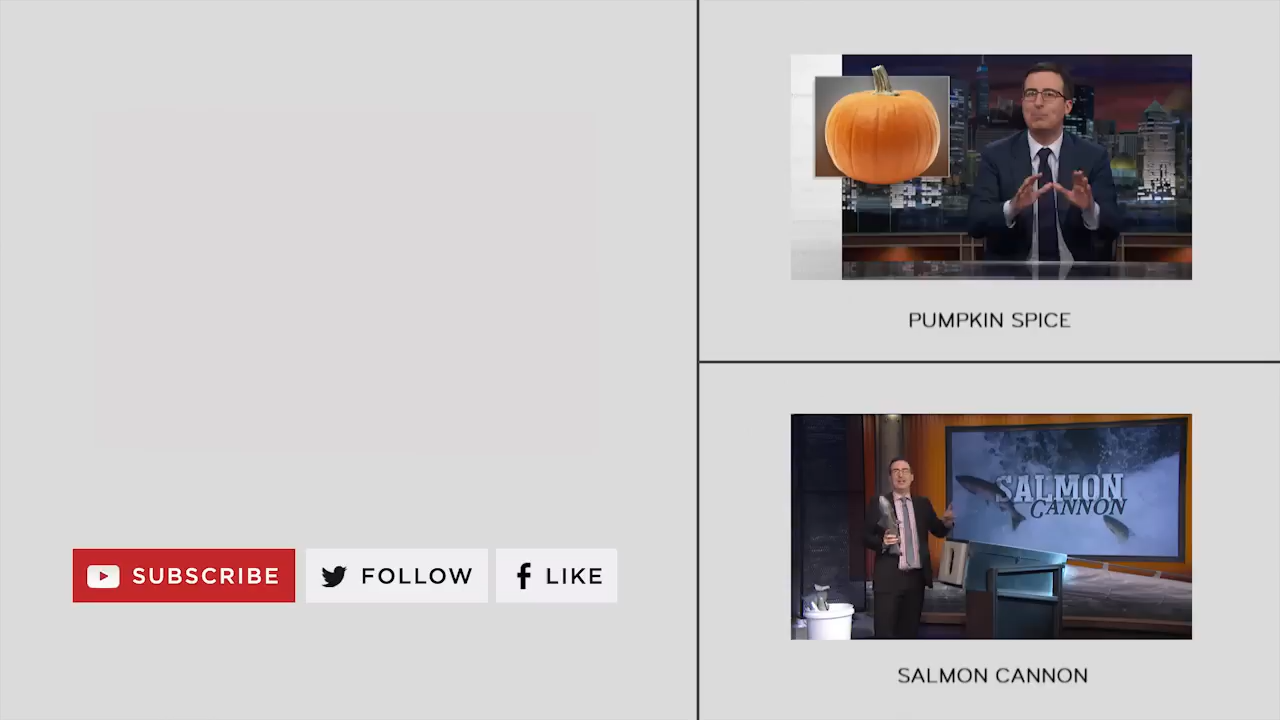 PUMPKIN SPICE
SALMON
CANNON
SUBSCRIBE
FOLLOW
LIKE
SALMON CANNON